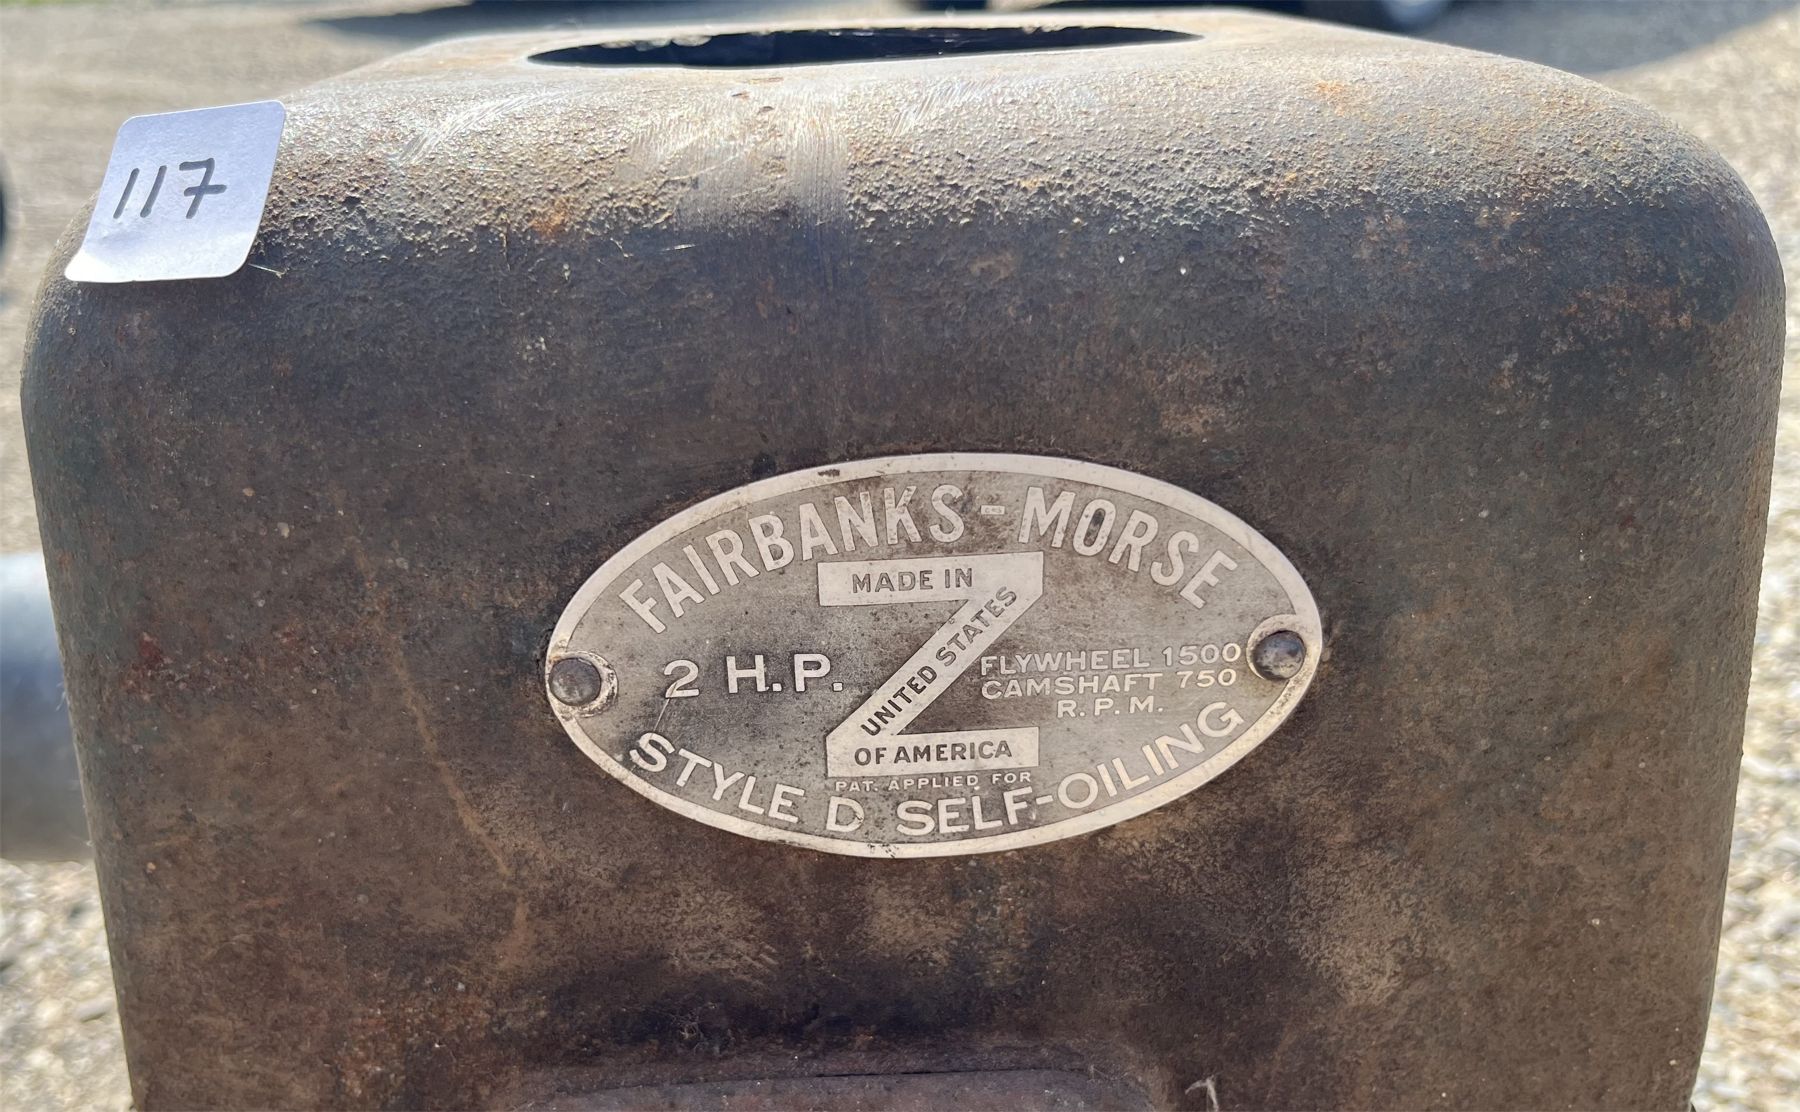 117
FAIRBANKS-MORSE
MADE IN
UNITED STATES
OF AMERICA
2 H.P.
FLYWHEEL 1500
CAMSHAFT 750
R.P.M.
PAT. APPLIED FOR
STYLE D SELF-OILING